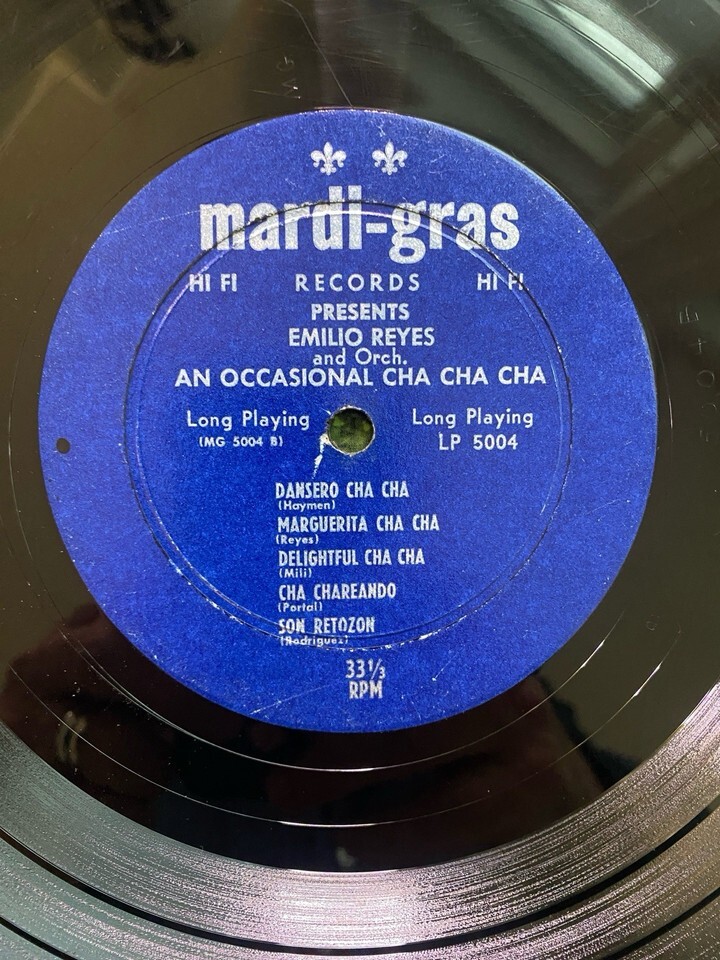 mardi-gras
HI FI RECORDS HI FI
PRESENTS
EMILIO REYES
and Orch.
AN OCCASIONAL CHA CHA CHA
Long Playing Long Playing
(MG 5004 B) LP 5004
DANSERO CHA CHA
(Haymen)
MARGUERITA CHA CHA
(Reyes)
DELIGHTFUL CHA CHA
(Mili)
CHA CHAREANDO
(Portal)
SON RETOZON
(Rodriguez)
33⅓
RPM
MG